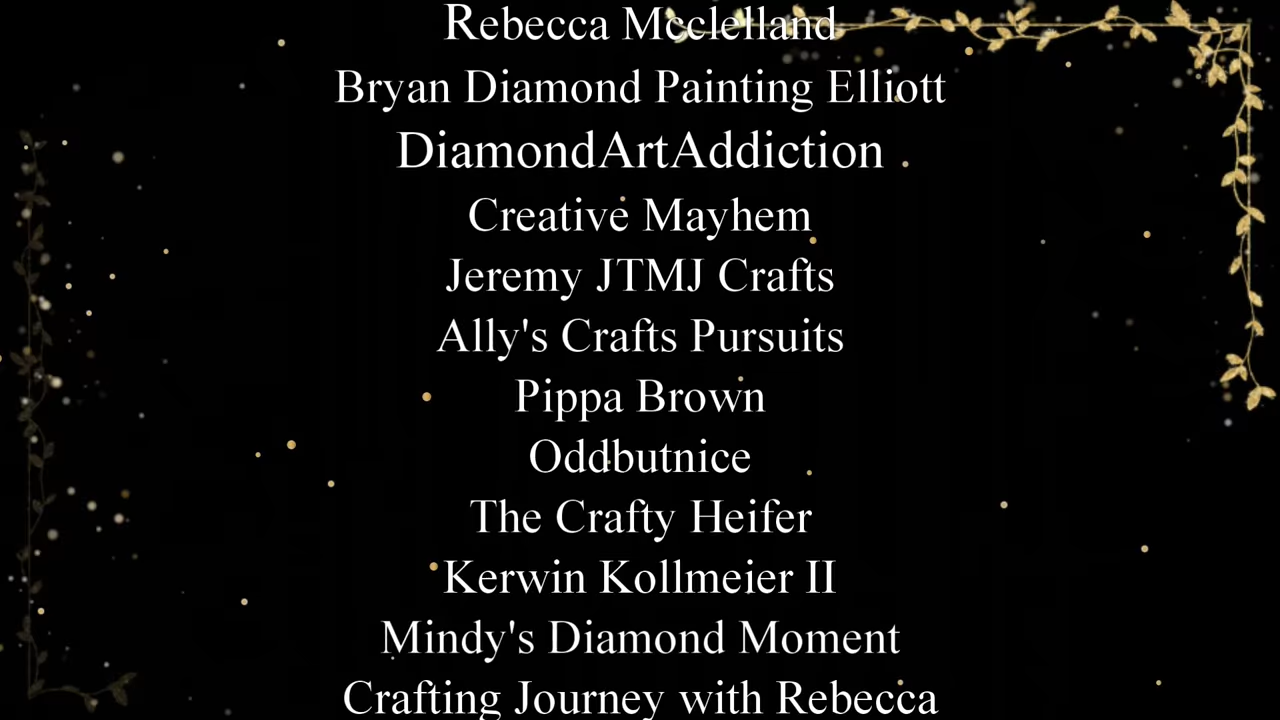 Rebecca Mcclelland
Bryan Diamond Painting Elliott
DiamondArtAddiction
Creative Mayhem
Jeremy JTMJ Crafts
Ally's Crafts Pursuits
Pippa Brown
Oddbutnice
The Crafty Heifer
Kerwin Kollmeier II
Mindy's Diamond Moment
Crafting Journey with Rebecca